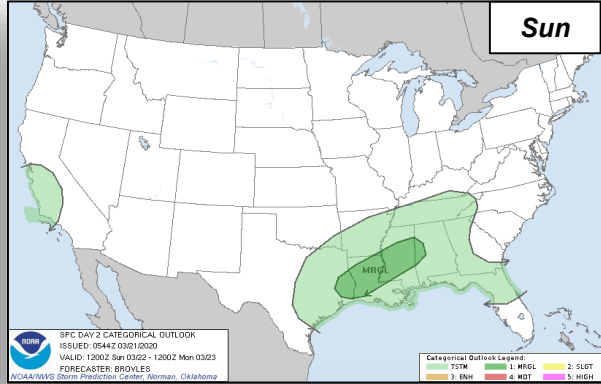 Sun
MRGL
NOAA
SPC DAY 2 CATEGORICAL OUTLOOK
ISSUED: 0544Z 03/21/2020
VALID: 1200Z Sun 03/22 - 1200Z Mon 03/23
FORECASTER: BROYLES
NOAA/NWS Storm Prediction Center, Norman, Oklahoma
Categorical Outlook Legend:
TSTM 1: MRGL 2: SLGT
3: ENH 4: MDT 5: HIGH